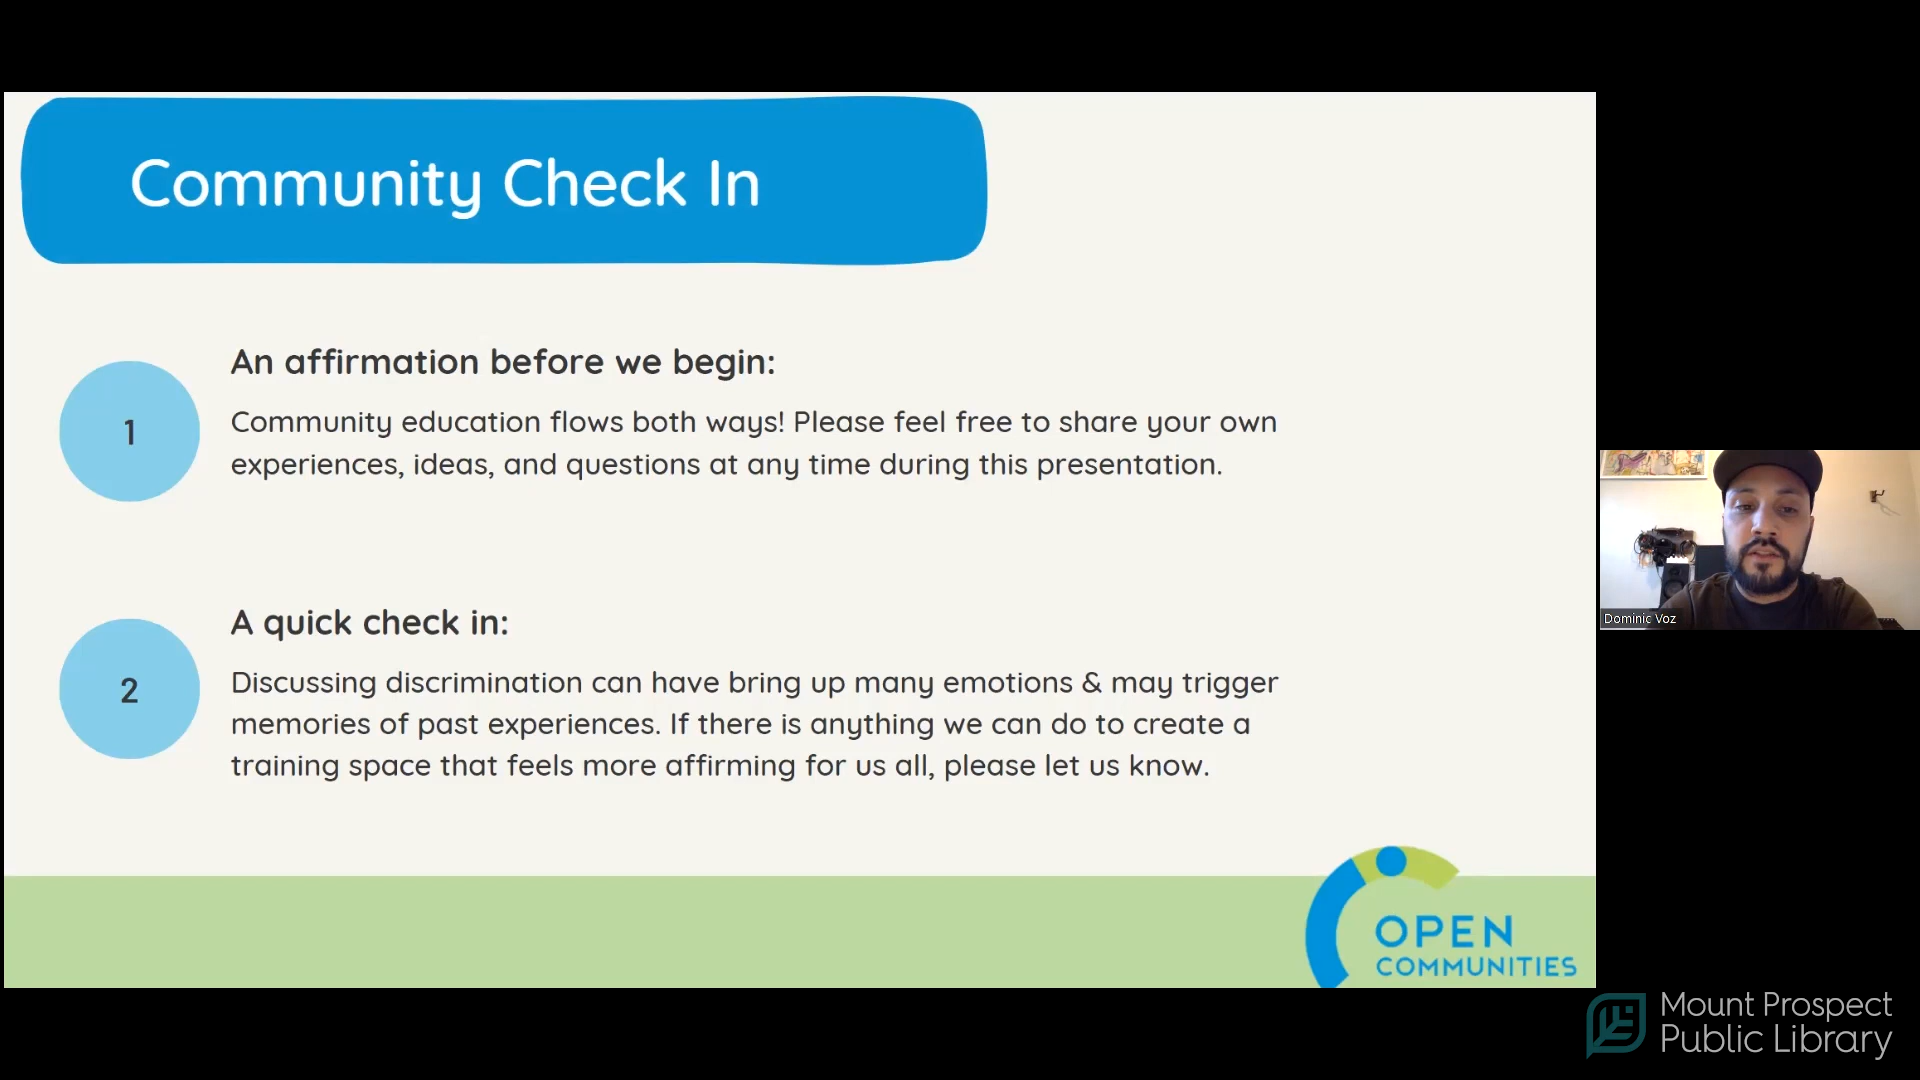 Community Check In
1
An affirmation before we begin:
Community education flows both ways! Please feel free to share your own
experiences, ideas, and questions at any time during this presentation.
2
A quick check in:
Discussing discrimination can have bring up many emotions & may trigger
memories of past experiences. If there is anything we can do to create a
training space that feels more affirming for us all, please let us know.
OPEN
COMMUNITIES
Dominic Voz
Mount Prospect
Public Library